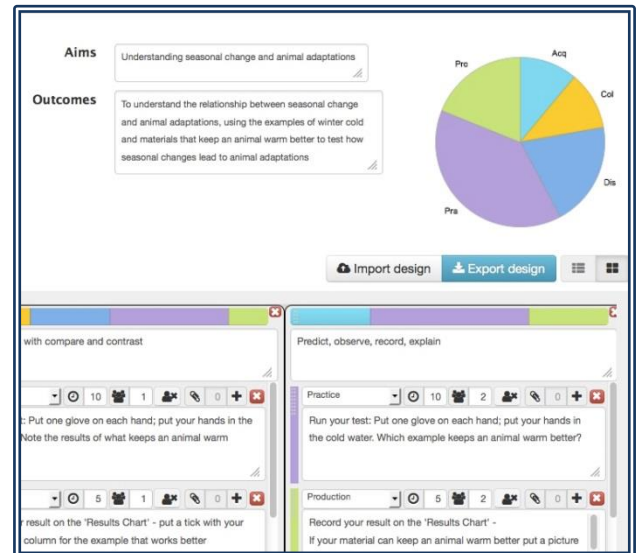 Aims
Understanding seasonal change and animal adaptations
Outcomes
To understand the relationship between seasonal change
and animal adaptations, using the examples of winter cold
and materials that keep an animal warm better to test how
seasonal changes lead to animal adaptations
Prc
Acq
Col
Dis
Pra
Import design
Export design
with compare and contrast
10
1
0
: Put one glove on each hand; put your hands in the
Note the results of what keeps an animal warm
5
1
0
r result on the 'Results Chart' - put a tick with your
column for the example that works better
Predict, observe, record, explain
Practice
10
2
0
Run your test: Put one glove on each hand; put your hands in
the cold water. Which example keeps an animal warm better?
Production
5
2
0
Record your result on the 'Results Chart' -
If your material can keep an animal warm better put a picture